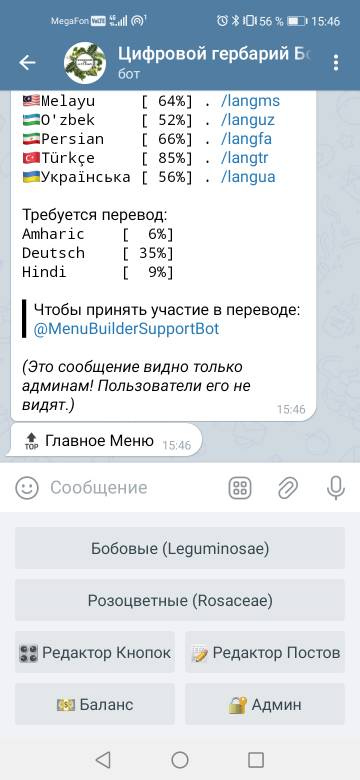 MegaFon VoWiFi 4G 56 % 15:46
Цифровой гербарий Бо
бот
Melayu [ 64%] . /langms
O'zbek [ 52%] . /languz
Persian [ 66%] . /langfa
Türkçe [ 85%] . /langtr
Українська [ 56%] . /langua
Требуется перевод:
Amharic [ 6%]
Deutsch [ 35%]
Hindi [ 9%]
Чтобы принять участие в переводе:
@MenuBuilderSupportBot
(Это сообщение видно только
админам! Пользователи его не
видят.)
15:46
TOP Главное Меню 15:46
Сообщение
Бобовые (Leguminosae)
Розоцветные (Rosaceae)
Редактор Кнопок
Редактор Постов
Баланс
Админ